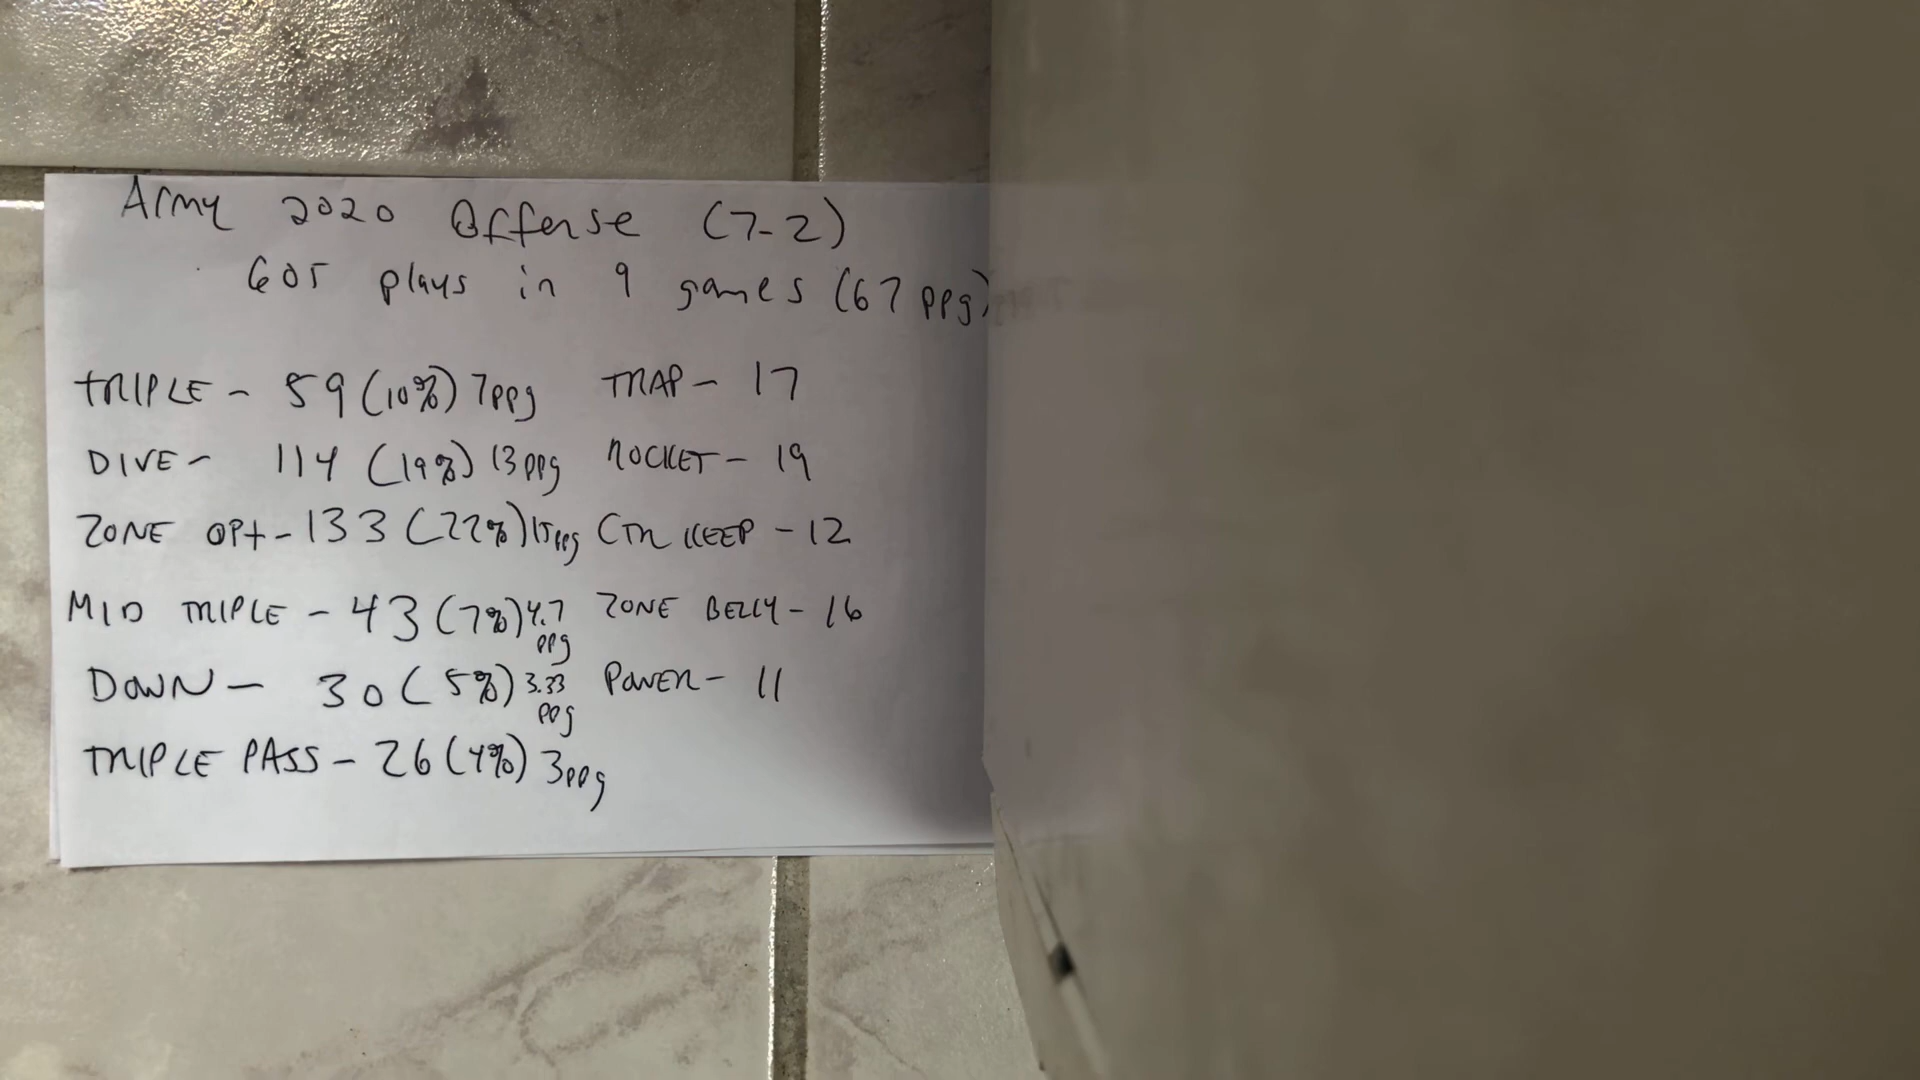 Army 2020 Offense (7-2)
605 plays in 9 games (67 ppg)
TRIPLE - 59 (10%) 7ppg TRAP - 17
DIVE - 114 (19%) 13ppg ROCKET - 19
ZONE OPt - 133 (22%) 15ppg CTR KEEP - 12
MID TRIPLE - 43 (7%) 4.7 ppg ZONE BELLY - 16
DOWN - 30 (5%) 3.33 ppg POWER - 11
TRIPLE PASS - 26 (4%) 3ppg